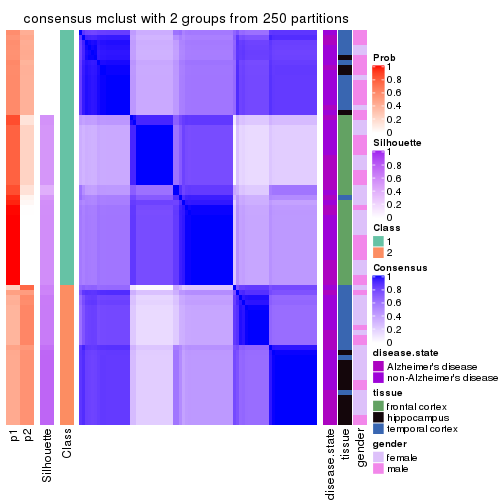 consensus mclust with 2 groups from 250 partitions
Prob
1
0.8
0.6
0.4
0.2
0
Silhouette
1
0.8
0.6
0.4
0.2
0
Class
1
2
Consensus
1
0.8
0.6
0.4
0.2
0
disease.state
Alzheimer's disease
non-Alzheimer's disease
tissue
frontal cortex
hippocampus
temporal cortex
gender
female
male
p1
p2
Silhouette
Class
disease.state
tissue
gender